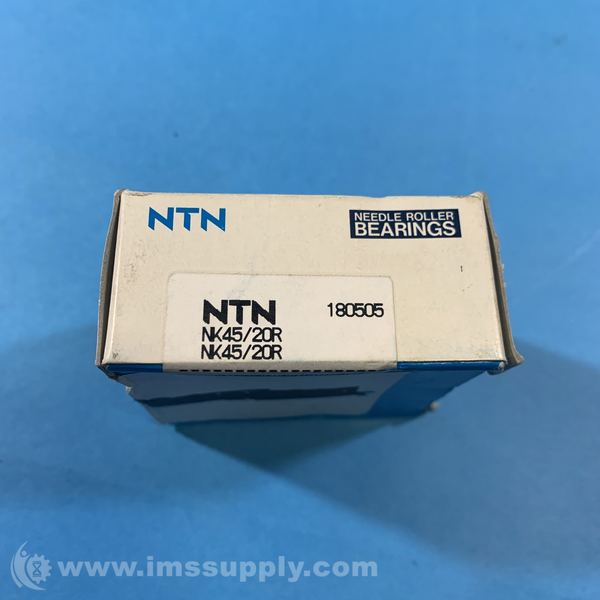 NTN
NEEDLE ROLLER
BEARINGS
NTN 180505
NK45/20R
NK45/20R
www.imssupply.com